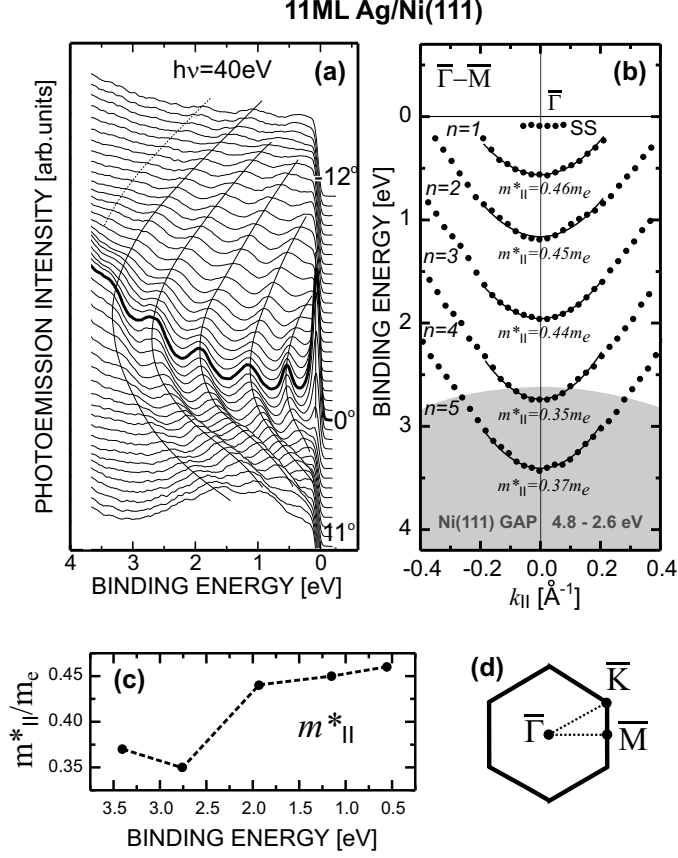 11ML Ag/Ni(111)
hν=40eV
(a)
-12°
0°
11°
PHOTOEMISSION INTENSITY [arb.units]
4 3 2 1 0
BINDING ENERGY [eV]
Γ̅–M̅
(b)
Γ̅
SS
n=1
m*||=0.46me
n=2
m*||=0.45me
n=3
m*||=0.44me
n=4
m*||=0.35me
n=5
m*||=0.37me
Ni(111) GAP 4.8 - 2.6 eV
BINDING ENERGY [eV]
0
1
2
3
4
-0.4 -0.2 0.0 0.2 0.4
k|| [Å-1]
(c)
m*||
m*||/me
0.45
0.40
0.35
3.5 3.0 2.5 2.0 1.5 1.0 0.5
BINDING ENERGY [eV]
(d)
K̅
Γ̅
M̅